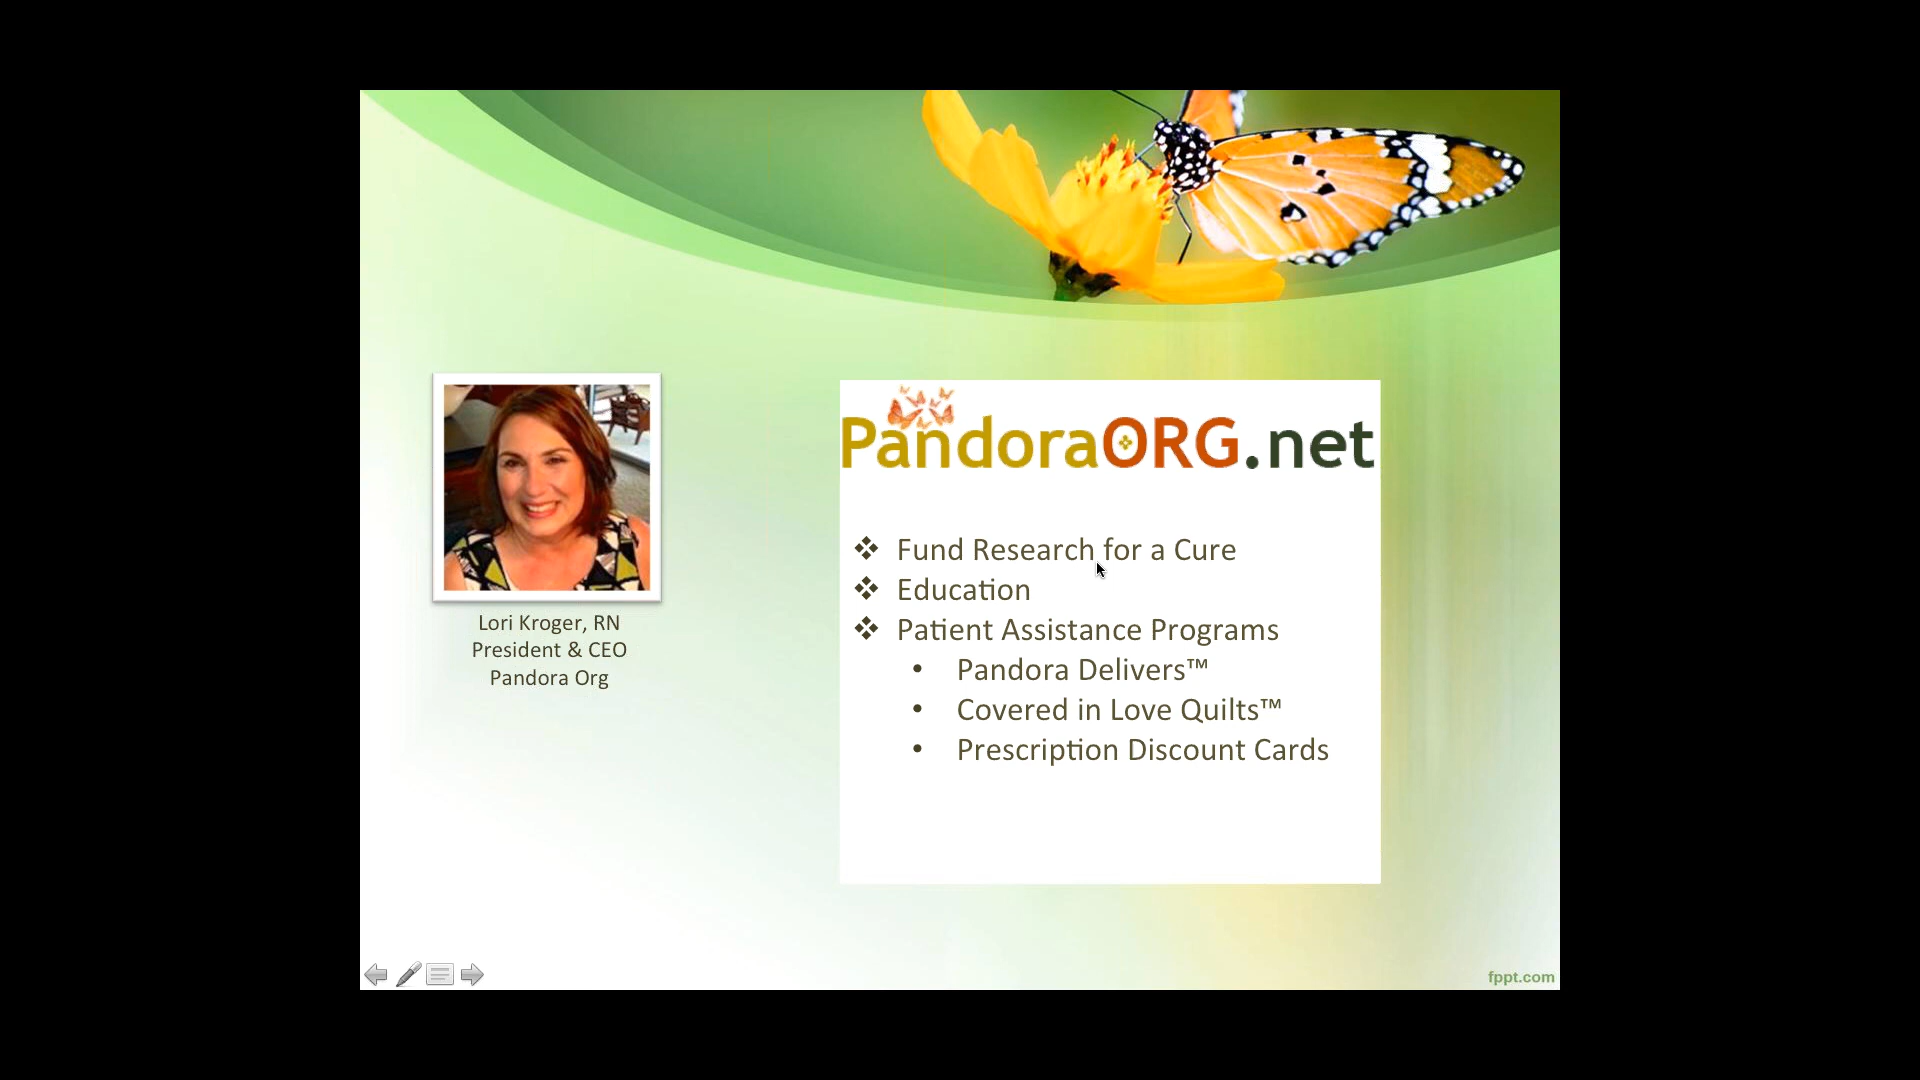 PandoraORG.net
❖ Fund Research for a Cure
❖ Education
❖ Patient Assistance Programs
• Pandora Delivers™
• Covered in Love Quilts™
• Prescription Discount Cards
Lori Kroger, RN
President & CEO
Pandora Org
fppt.com